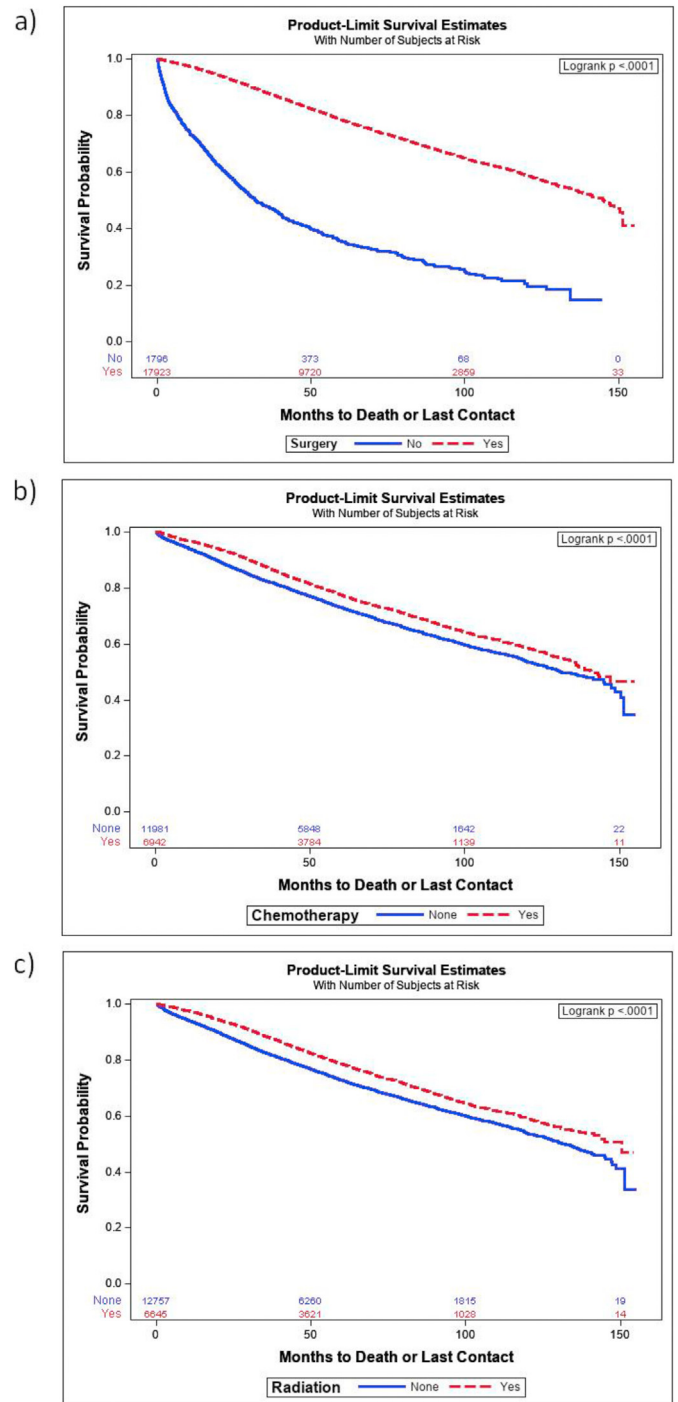 a)
Product-Limit Survival Estimates
With Number of Subjects at Risk
Logrank p <.0001
1.0
0.8
0.6
0.4
0.2
0.0
Survival Probability
No 1796 373 68 0
Yes 17923 9720 2859 33
0 50 100 150
Months to Death or Last Contact
Surgery No Yes
b)
Product-Limit Survival Estimates
With Number of Subjects at Risk
Logrank p <.0001
1.0
0.8
0.6
0.4
0.2
0.0
Survival Probability
None 11981 5848 1642 22
Yes 6942 3784 1139 11
0 50 100 150
Months to Death or Last Contact
Chemotherapy None Yes
c)
Product-Limit Survival Estimates
With Number of Subjects at Risk
Logrank p <.0001
1.0
0.8
0.6
0.4
0.2
0.0
Survival Probability
None 12757 6260 1815 19
Yes 6645 3621 1028 14
0 50 100 150
Months to Death or Last Contact
Radiation None Yes